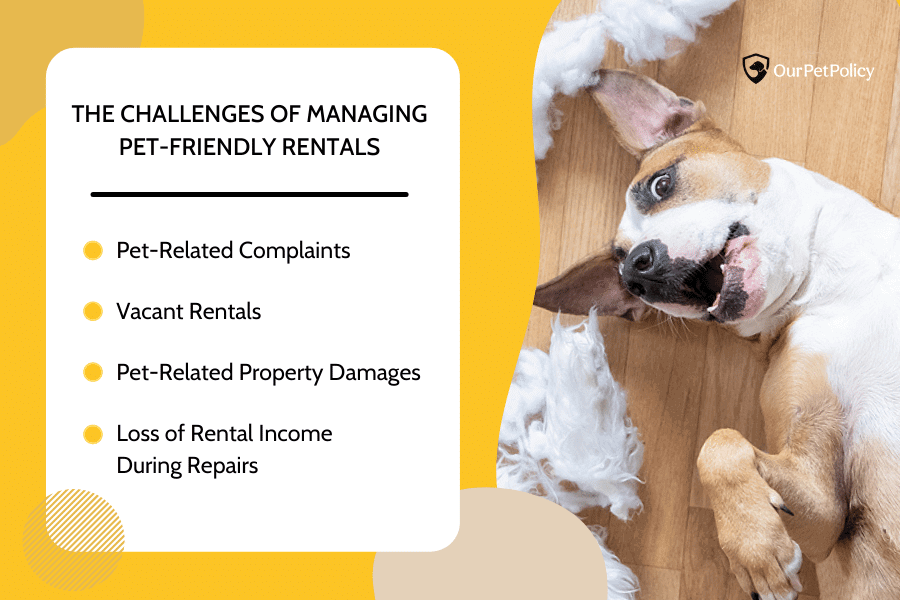 OurPetPolicy
THE CHALLENGES OF MANAGING
PET-FRIENDLY RENTALS
Pet-Related Complaints
Vacant Rentals
Pet-Related Property Damages
Loss of Rental Income
During Repairs